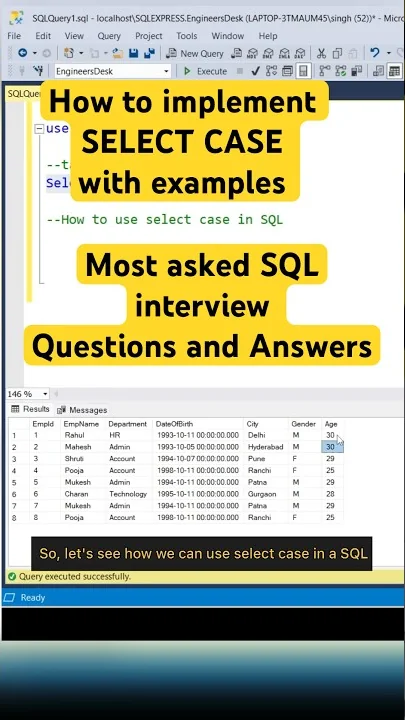 SQLQuery1.sql - localhost\SQLEXPRESS.EngineersDesk (LAPTOP-3TMAUM45\singh (52))* - Micro
File Edit View Query Project Tools Window Help
New Query
EngineersDesk Execute
SQLQue
How to implement
use
SELECT CASE
--t
with examples
Sel
--How to use select case in SQL
Most asked SQL
interview
Questions and Answers
146 %
Results Messages
EmpId EmpName Department DateOfBirth City Gender Age
1 1 Rahul HR 1993-10-11 00:00:00.000 Delhi M 30
2 2 Mahesh Admin 1993-10-05 00:00:00.000 Hyderabad M 30
3 3 Shruti Account 1994-10-07 00:00:00.000 Pune F 29
4 4 Pooja Account 1998-10-11 00:00:00.000 Ranchi F 25
5 5 Mukesh Admin 1994-10-11 00:00:00.000 Patna M 29
6 6 Charan Technology 1995-10-11 00:00:00.000 Gurgaon M 28
7 7 Mukesh Admin 1994-10-11 00:00:00.000 Patna M 29
8 8 Pooja Account 1998-10-11 00:00:00.000 Ranchi F 25
So, let's see how we can use select case in a SQL
Query executed successfully.
Ready